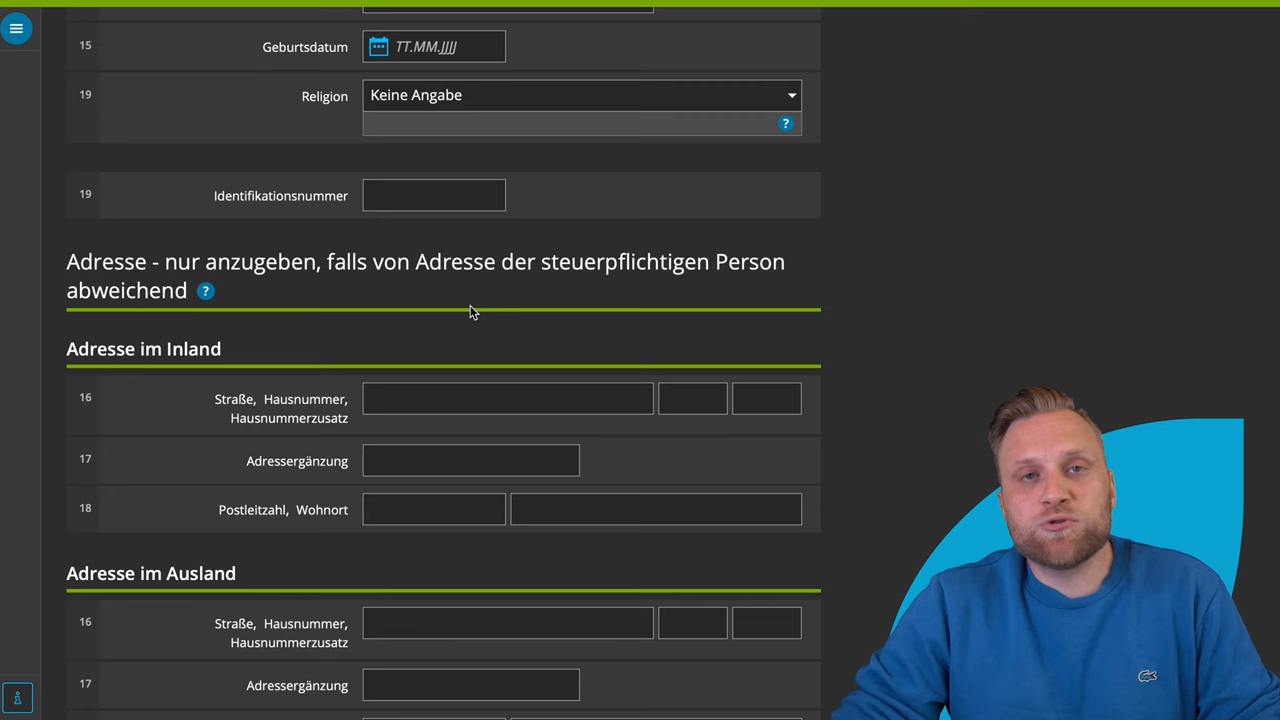 15 Geburtsdatum TT.MM.JJJJ
19 Religion Keine Angabe
?
19 Identifikationsnummer
Adresse - nur anzugeben, falls von Adresse der steuerpflichtigen Person
abweichend ?
Adresse im Inland
16 Straße, Hausnummer,
Hausnummerzusatz
17 Adressergänzung
18 Postleitzahl, Wohnort
Adresse im Ausland
16 Straße, Hausnummer,
Hausnummerzusatz
17 Adressergänzung
i